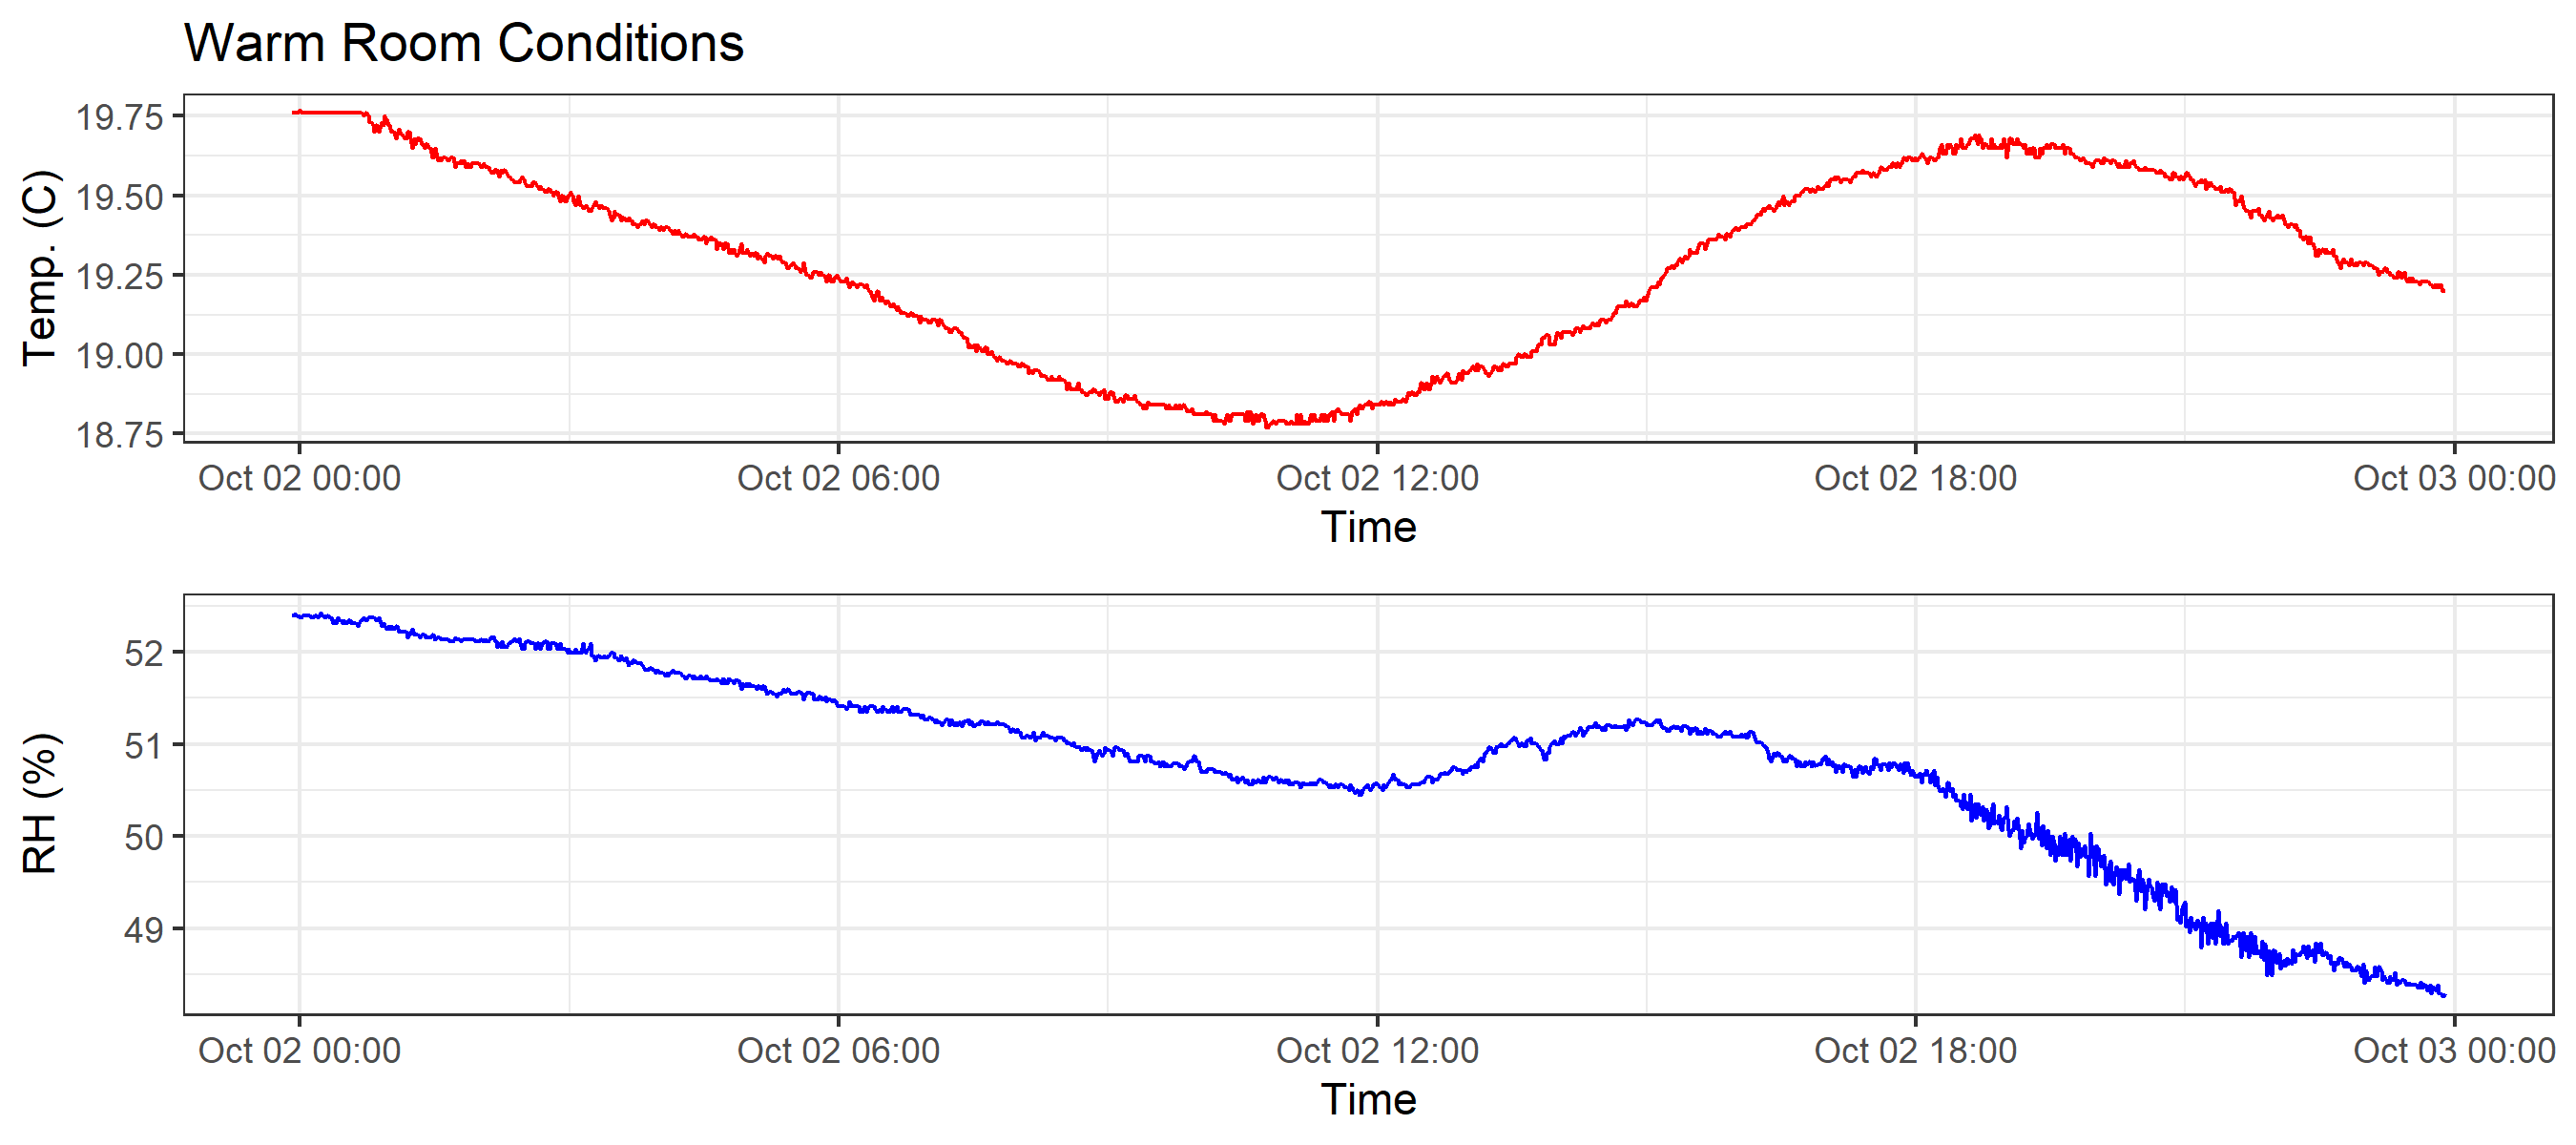 Warm Room Conditions
Temp. (C)
19.75
19.50
19.25
19.00
18.75
Oct 02 00:00 Oct 02 06:00 Oct 02 12:00 Oct 02 18:00 Oct 03 00:00
Time
RH (%)
52
51
50
49
Oct 02 00:00 Oct 02 06:00 Oct 02 12:00 Oct 02 18:00 Oct 03 00:00
Time